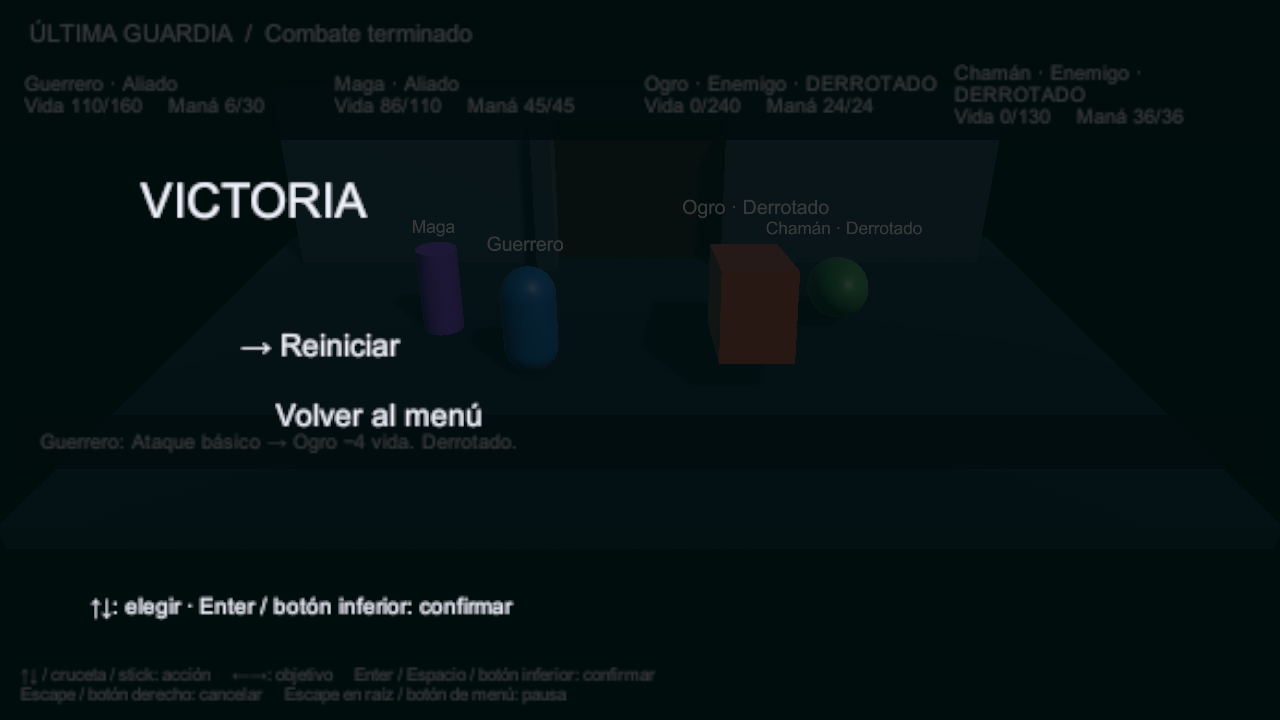 ÚLTIMA GUARDIA / Combate terminado
Guerrero · Aliado
Vida 110/160 Maná 6/30
Maga · Aliado
Vida 86/110 Maná 45/45
Ogro · Enemigo · DERROTADO
Vida 0/240 Maná 24/24
Chamán · Enemigo ·
DERROTADO
Vida 0/130 Maná 36/36
VICTORIA
Maga
Guerrero
Ogro · Derrotado
Chamán · Derrotado
→ Reiniciar
Volver al menú
Guerrero: Ataque básico → Ogro −4 vida. Derrotado.
↑↓: elegir · Enter / botón inferior: confirmar
↑↓ / cruceta / stick: acción ←→: objetivo Enter / Espacio / botón inferior: confirmar
Escape / botón derecho: cancelar Escape en raíz / botón de menú: pausa